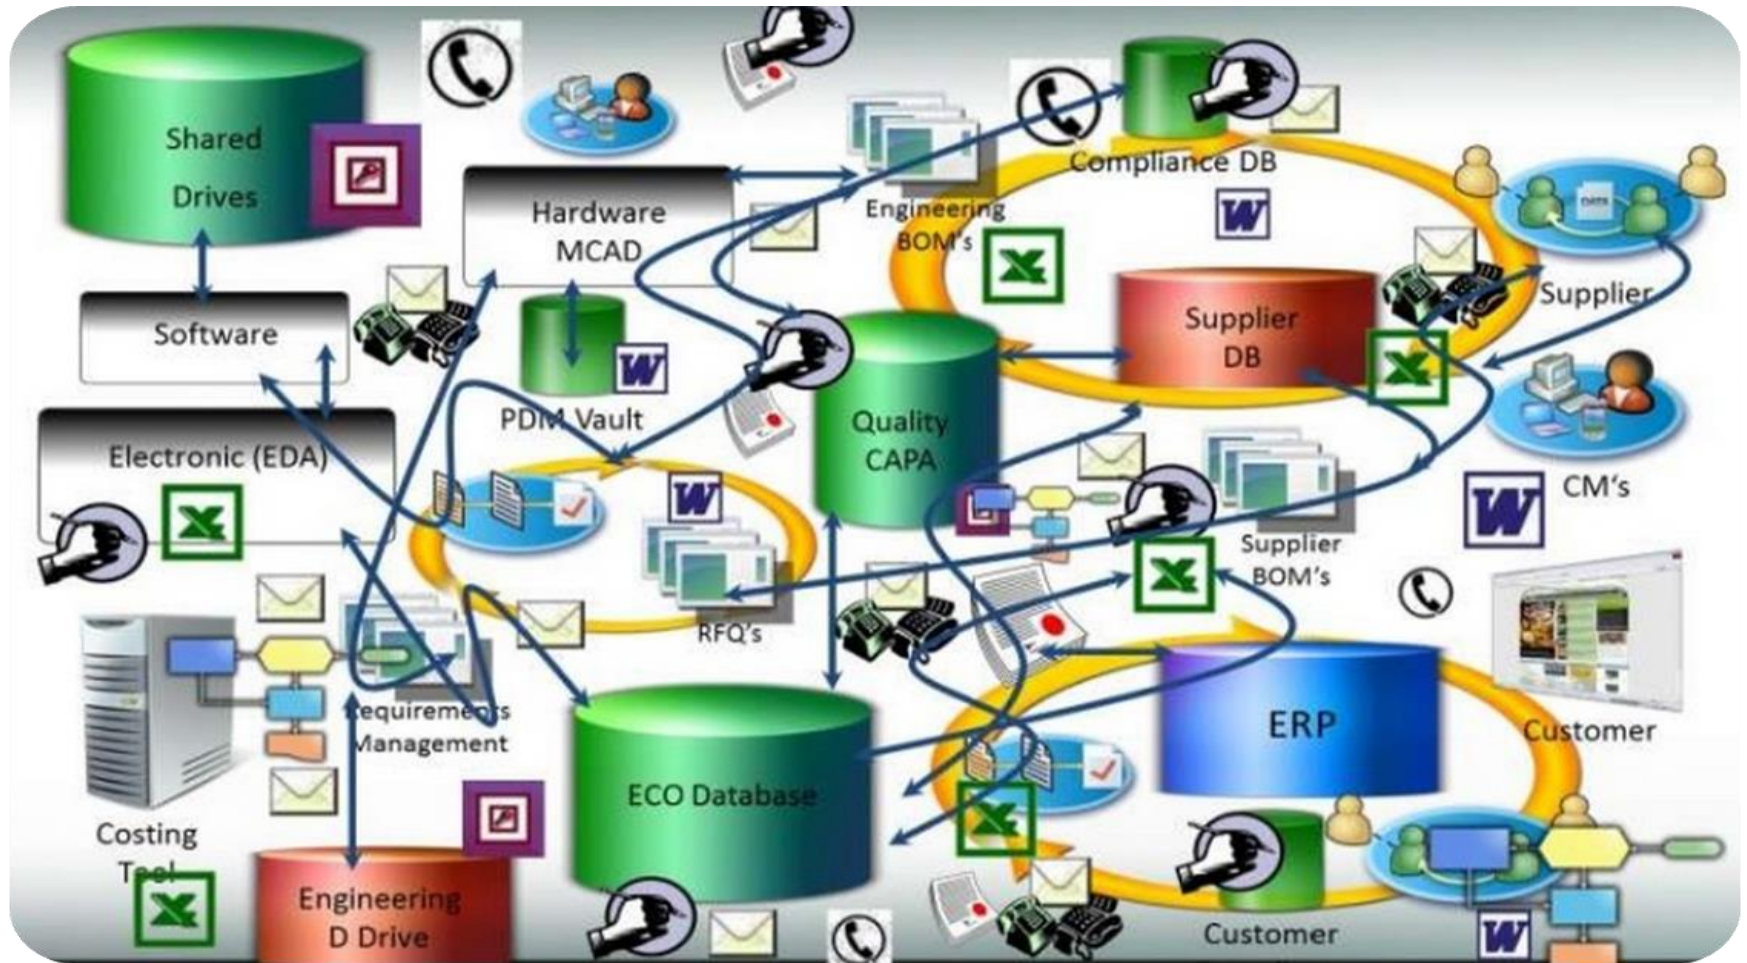 Shared
Drives
Hardware
MCAD
Engineering
BOM's
Compliance DB
W
DATA
Software
Supplier
DB
Supplier
PDM Vault
W
Quality
CAPA
Electronic (EDA)
W
W
CM's
Supplier
BOM's
RFQ's
Requirements
Management
ERP
Customer
ECO Database
Costing
Tool
Engineering
D Drive
Customer
W